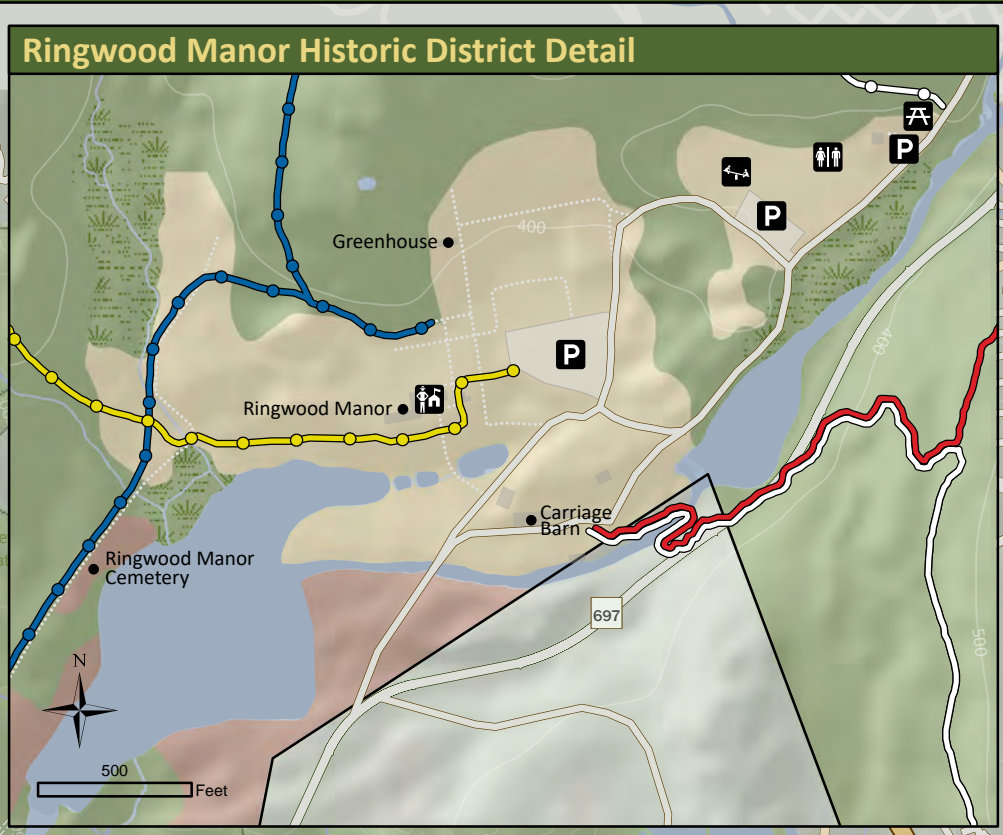 Ringwood Manor Historic District Detail
P
P
Greenhouse
400
400
P
Ringwood Manor
Carriage
Barn
Ringwood Manor
Cemetery
697
500
N
500
Feet